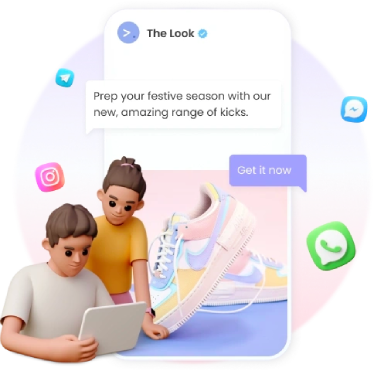 The Look
Prep your festive season with our
new, amazing range of kicks.
Get it now